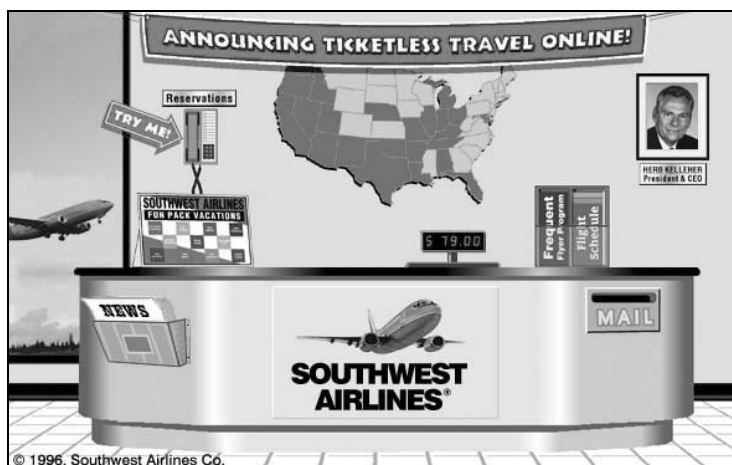 ANNOUNCING TICKETLESS TRAVEL ONLINE!
Reservations
TRY ME!
HERB KELLEHER
President & CEO
SOUTHWEST AIRLINES
FUN PACK VACATIONS
$ 79.00
Frequent
Flyer Program
Flight
Schedule
NEWS
MAIL
SOUTHWEST
AIRLINES®
© 1996, Southwest Airlines Co.